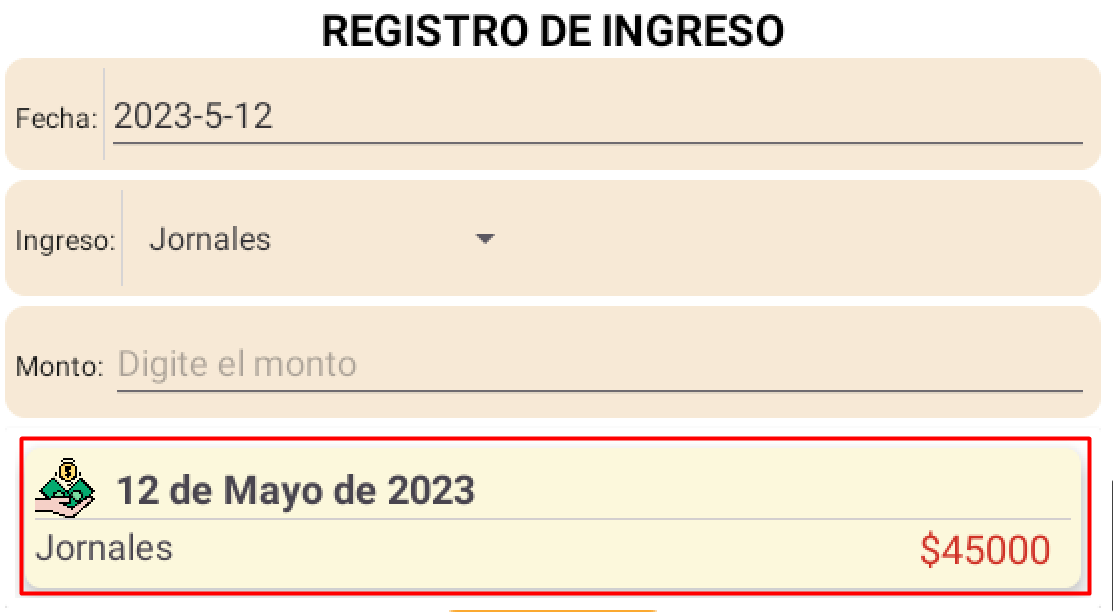 REGISTRO DE INGRESO
Fecha: 2023-5-12
Ingreso: Jornales
Monto: Digite el monto
12 de Mayo de 2023
Jornales $45000